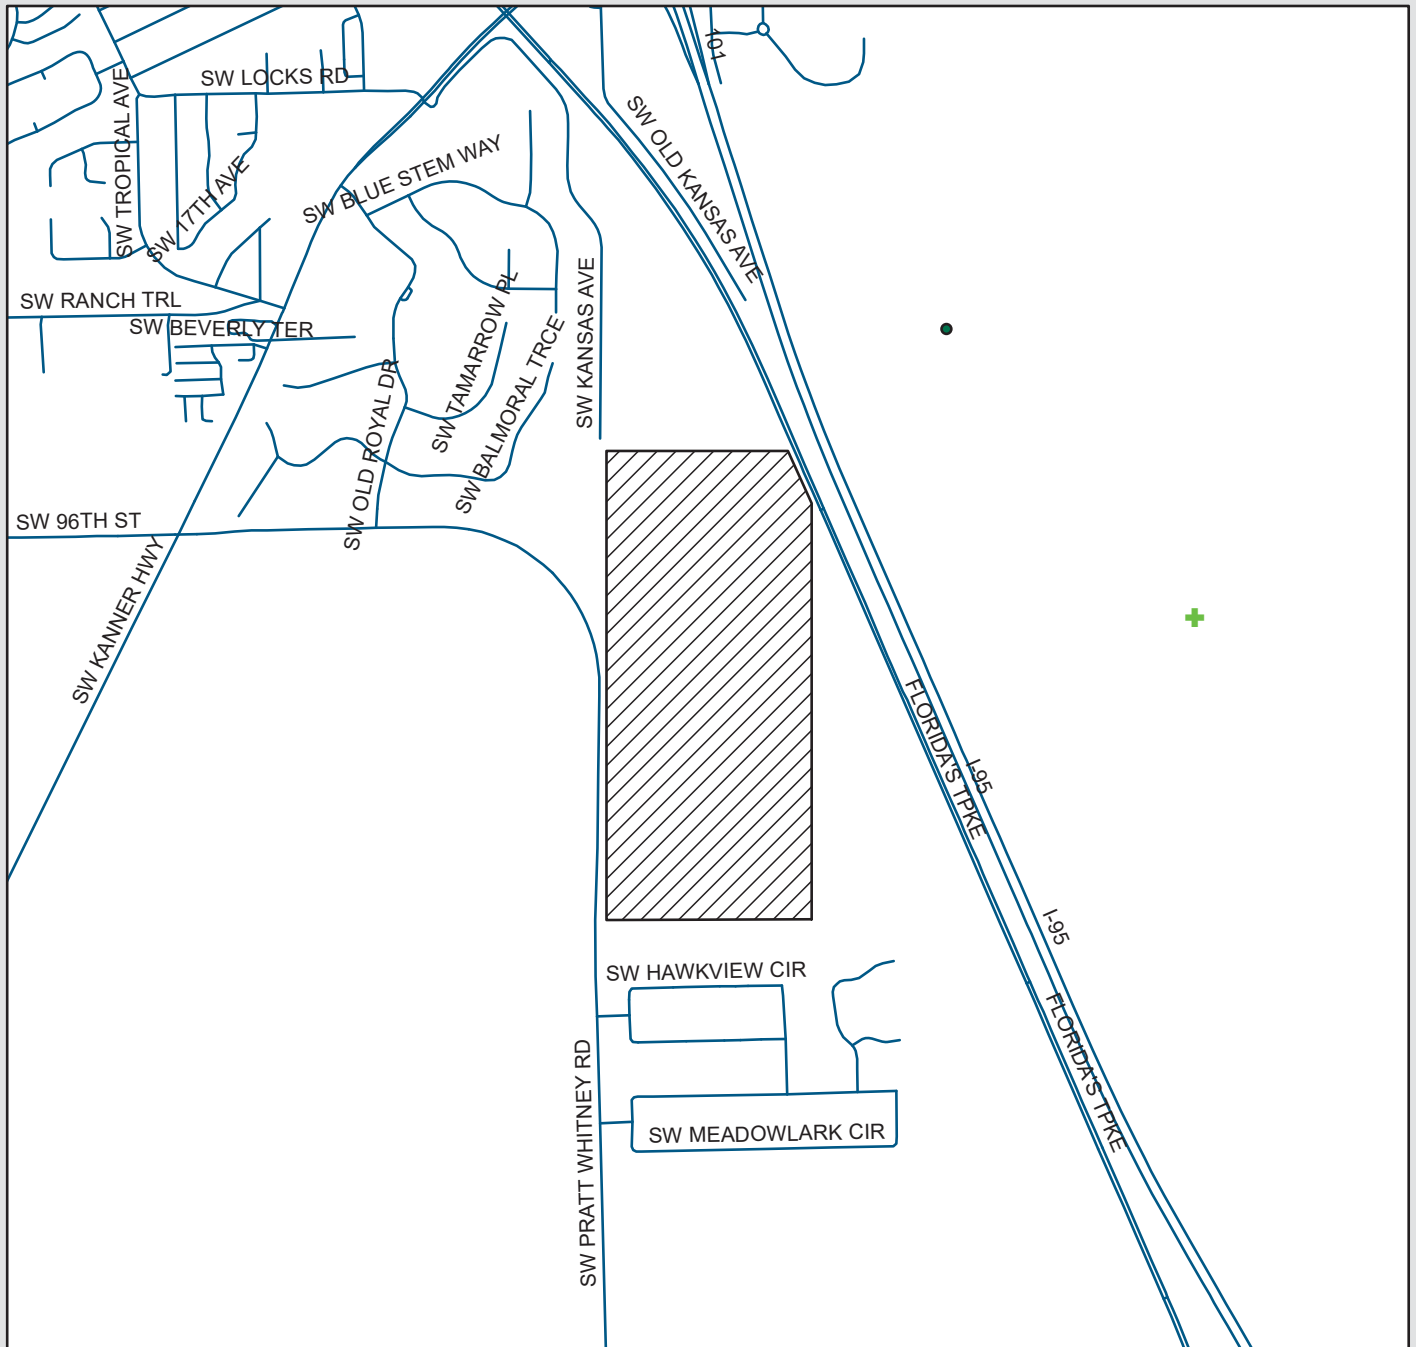 101
SW LOCKS RD
SW TROPICAL AVE
SW 17TH AVE
SW BLUE STEM WAY
SW OLD KANSAS AVE
SW RANCH TRL
SW BEVERLY TER
SW TAMARROW PL
SW KANSAS AVE
SW BALMORAL TRCE
SW OLD ROYAL DR
SW 96TH ST
SW KANNER HWY
FLORIDA'S TPKE
I-95
I-95
SW HAWKVIEW CIR
FLORIDA'S TPKE
SW PRATT WHITNEY RD
SW MEADOWLARK CIR